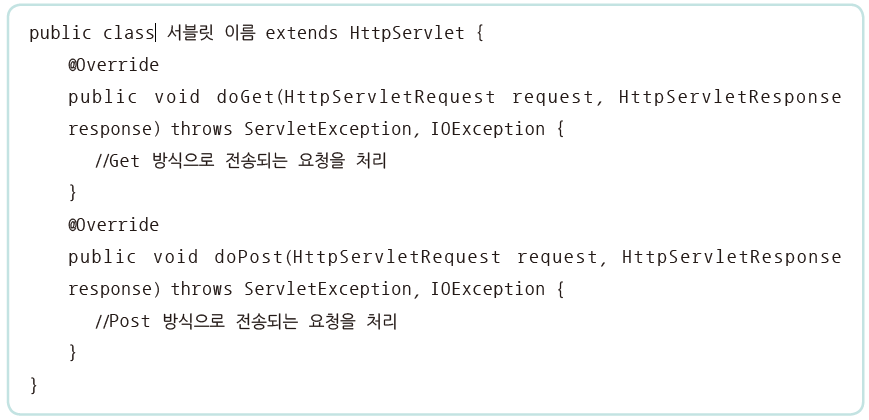 public class 서블릿 이름 extends HttpServlet {
@Override
public void doGet(HttpServletRequest request, HttpServletResponse
response) throws ServletException, IOException {
//Get 방식으로 전송되는 요청을 처리
}
@Override
public void doPost(HttpServletRequest request, HttpServletResponse
response) throws ServletException, IOException {
//Post 방식으로 전송되는 요청을 처리
}
}